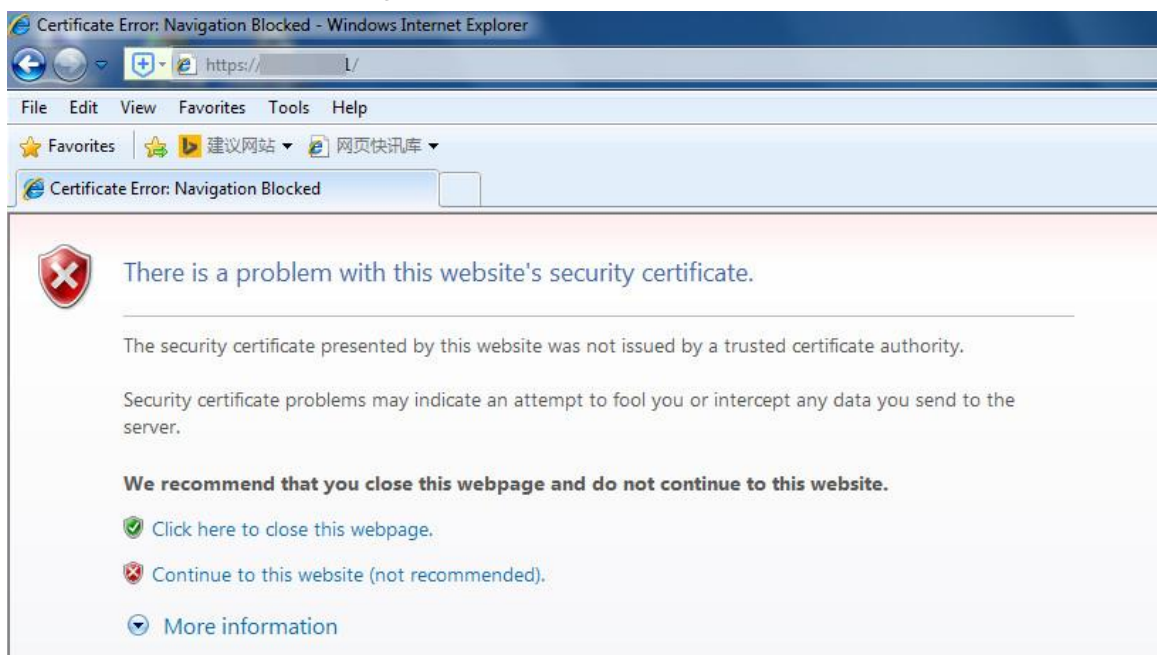 Certificate Error: Navigation Blocked - Windows Internet Explorer
https:// 1/
File Edit View Favorites Tools Help
Favorites 建议网站 网页快讯库
Certificate Error: Navigation Blocked
There is a problem with this website's security certificate.
The security certificate presented by this website was not issued by a trusted certificate authority.
Security certificate problems may indicate an attempt to fool you or intercept any data you send to the
server.
We recommend that you close this webpage and do not continue to this website.
Click here to close this webpage.
Continue to this website (not recommended).
More information